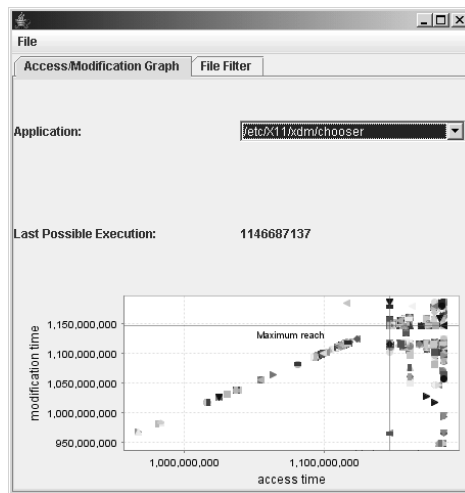 File
Access/Modification Graph File Filter
Application: /etc/X11/xdm/chooser
Last Possible Execution: 1146687137
Maximum reach
modification time
1,150,000,000
1,100,000,000
1,050,000,000
1,000,000,000
950,000,000
1,000,000,000 1,100,000,000
access time